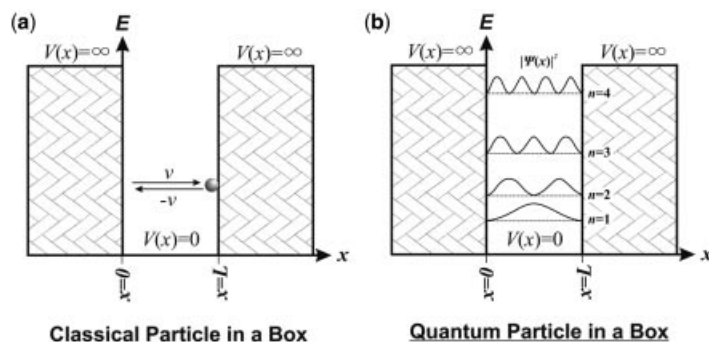 (a)
E
V(x)=∞
V(x)=∞
v
-v
V(x)=0
x
x=0
x=L
Classical Particle in a Box
(b)
E
V(x)=∞
V(x)=∞
|Ψ(x)|²
n=4
n=3
n=2
n=1
V(x)=0
x
x=0
x=L
Quantum Particle in a Box